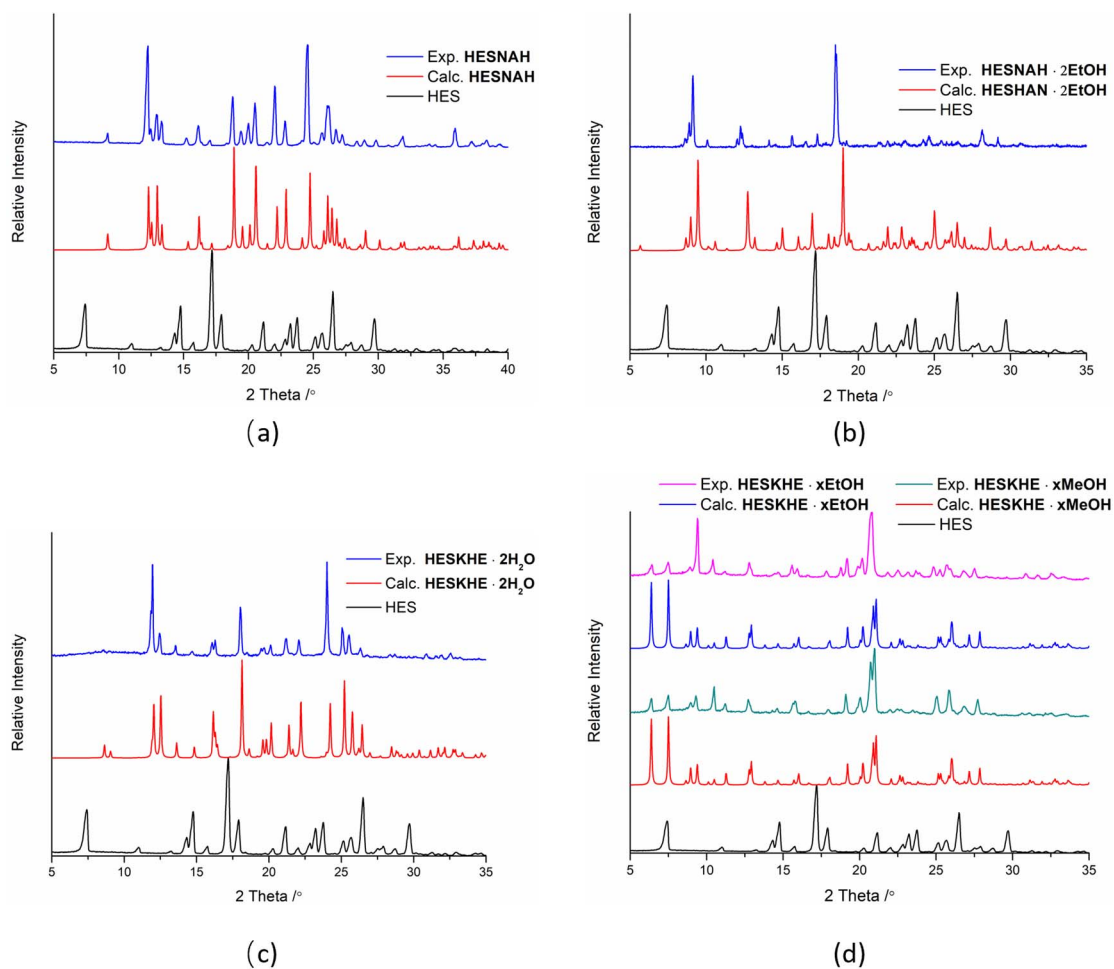 Exp. HESNAH
Calc. HESNAH
HES
Relative Intensity
5 10 15 20 25 30 35 40
2 Theta /°
(a)
Exp. HESNAH · 2EtOH
Calc. HESHAN · 2EtOH
HES
Relative Intensity
5 10 15 20 25 30 35
2 Theta /°
(b)
Exp. HESKHE · 2H₂O
Calc. HESKHE · 2H₂O
HES
Relative Intensity
5 10 15 20 25 30 35
2 Theta /°
(c)
Exp. HESKHE · xEtOH Exp. HESKHE · xMeOH
Calc. HESKHE · xEtOH Calc. HESKHE · xMeOH
HES
Relative Intensity
5 10 15 20 25 30 35
2 Theta /°
(d)